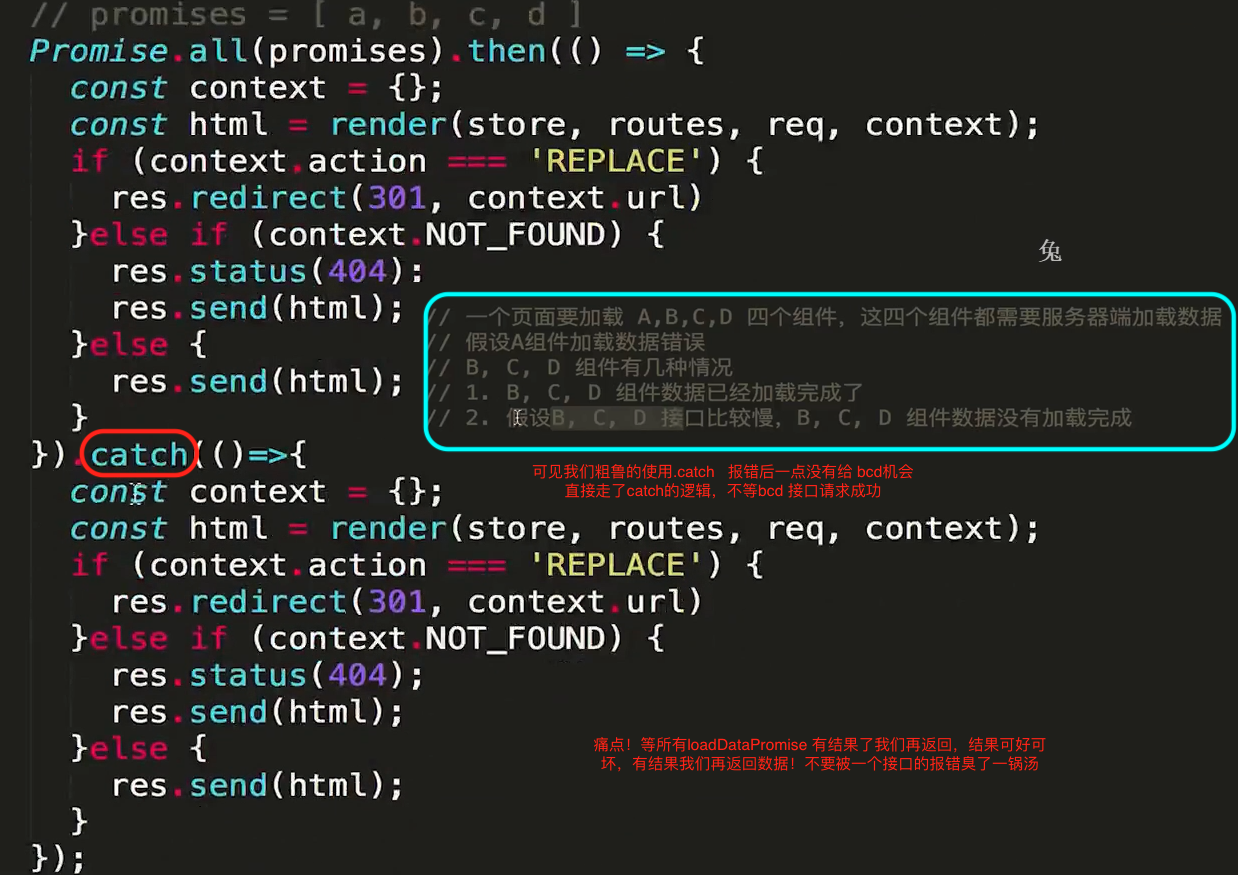 // promises = [ a, b, c, d ]
Promise.all(promises).then(() => {
const context = {};
const html = render(store, routes, req, context);
if (context.action === 'REPLACE') {
res.redirect(301, context.url)
}else if (context.NOT_FOUND) {
兔
res.status(404);
res.send(html);
// 一个页面要加载 A,B,C,D 四个组件，这四个组件都需要服务器端加载数据
// 假设A组件加载数据错误
}else {
// B, C, D 组件有几种情况
res.send(html);
// 1. B, C, D 组件数据已经加载完成了
}
// 2. 假设B, C, D 接口比较慢，B, C, D 组件数据没有加载完成
}).catch(()=>{
可见我们粗鲁的使用.catch 报错后一点没有给 bcd机会
直接走了catch的逻辑，不等bcd 接口请求成功
const context = {};
const html = render(store, routes, req, context);
if (context.action === 'REPLACE') {
res.redirect(301, context.url)
}else if (context.NOT_FOUND) {
res.status(404);
res.send(html);
}else {
痛点！等所有loadDataPromise 有结果了我们再返回，结果可好可
坏，有结果我们再返回数据！不要被一个接口的报错臭了一锅汤
res.send(html);
}
});